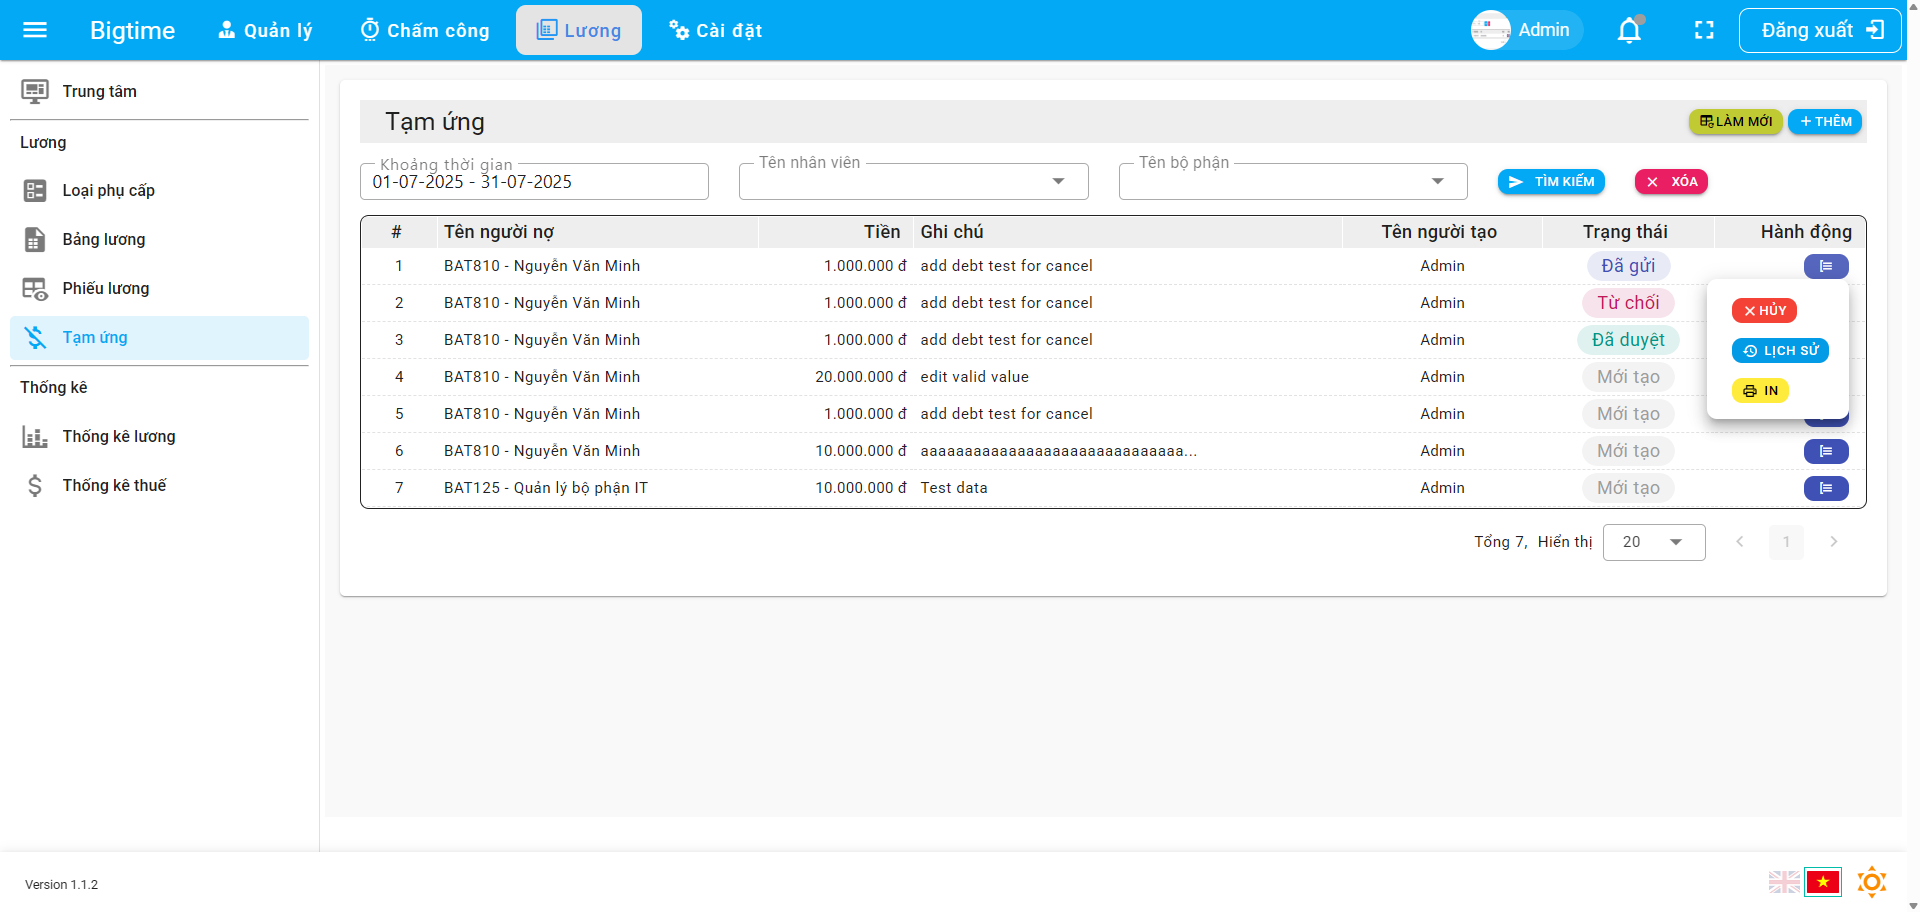 Bigtime Quản lý Chấm công Lương Cài đặt Admin Đăng xuất
Trung tâm
Lương
Loại phụ cấp
Bảng lương
Phiếu lương
Tạm ứng
Thống kê
Thống kê lương
Thống kê thuế
Tạm ứng LÀM MỚI THÊM
Khoảng thời gian Tên nhân viên Tên bộ phận
01-07-2025 - 31-07-2025 TÌM KIẾM XÓA
# Tên người nợ Tiền Ghi chú Tên người tạo Trạng thái Hành động
1 BAT810 - Nguyễn Văn Minh 1.000.000 đ add debt test for cancel Admin Đã gửi
2 BAT810 - Nguyễn Văn Minh 1.000.000 đ add debt test for cancel Admin Từ chối
3 BAT810 - Nguyễn Văn Minh 1.000.000 đ add debt test for cancel Admin Đã duyệt
4 BAT810 - Nguyễn Văn Minh 20.000.000 đ edit valid value Admin Mới tạo
5 BAT810 - Nguyễn Văn Minh 1.000.000 đ add debt test for cancel Admin Mới tạo
6 BAT810 - Nguyễn Văn Minh 10.000.000 đ aaaaaaaaaaaaaaaaaaaaaaaaaaaaaa... Admin Mới tạo
7 BAT125 - Quản lý bộ phận IT 10.000.000 đ Test data Admin Mới tạo
HỦY
LỊCH SỬ
IN
Tổng 7, Hiển thị 20 1
Version 1.1.2